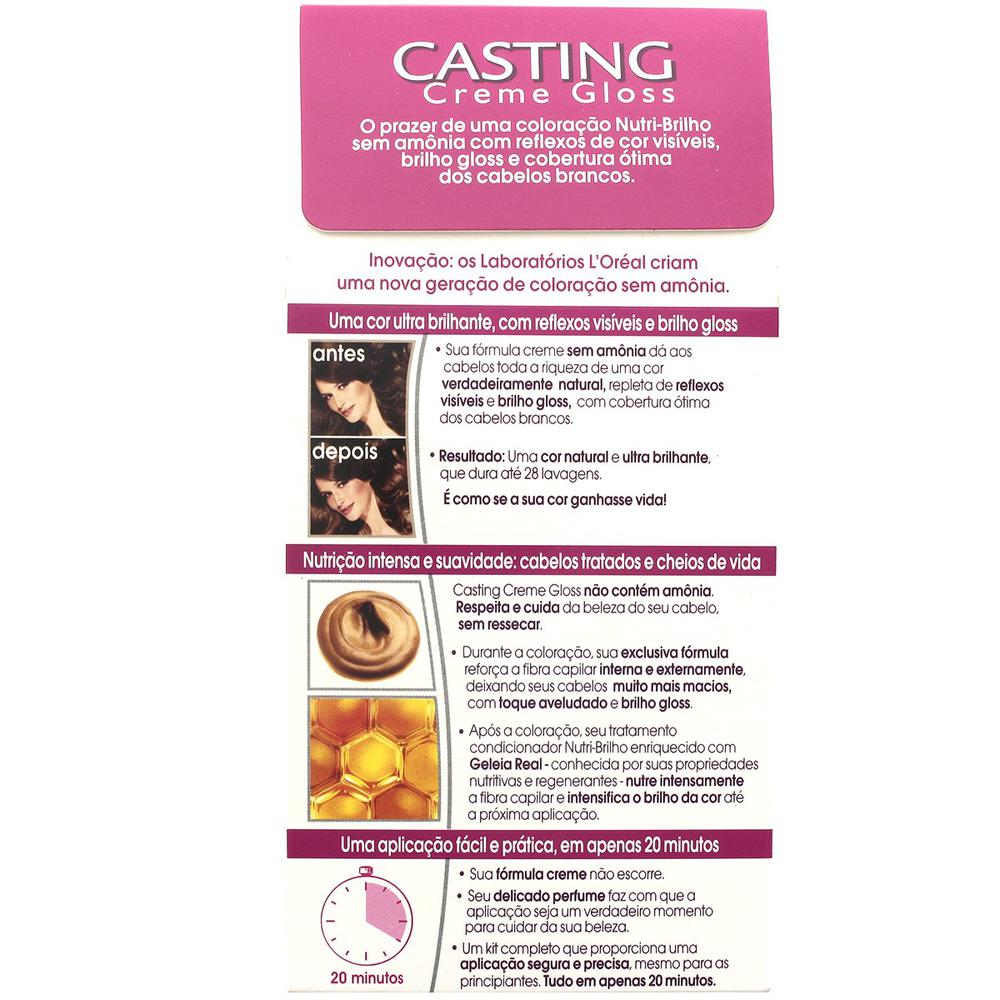 CASTING
Creme Gloss
O prazer de uma coloração Nutri-Brilho
sem amônia com reflexos de cor visíveis,
brilho gloss e cobertura ótima
dos cabelos brancos.
Inovação: os Laboratórios L'Oréal criam
uma nova geração de coloração sem amônia.
Uma cor ultra brilhante, com reflexos visíveis e brilho gloss
antes
• Sua fórmula creme sem amônia dá aos
cabelos toda a riqueza de uma cor
verdadeiramente natural, repleta de reflexos
visíveis e brilho gloss, com cobertura ótima
dos cabelos brancos.
depois
• Resultado: Uma cor natural e ultra brilhante,
que dura até 28 lavagens.
É como se a sua cor ganhasse vida!
Nutrição intensa e suavidade: cabelos tratados e cheios de vida
Casting Creme Gloss não contém amônia.
Respeita e cuida da beleza do seu cabelo,
sem ressecar.
• Durante a coloração, sua exclusiva fórmula
reforça a fibra capilar interna e externamente,
deixando seus cabelos muito mais macios,
com toque aveludado e brilho gloss.
• Após a coloração, seu tratamento
condicionador Nutri-Brilho enriquecido com
Geleia Real - conhecida por suas propriedades
nutritivas e regenerantes - nutre intensamente
a fibra capilar e intensifica o brilho da cor até
a próxima aplicação.
Uma aplicação fácil e prática, em apenas 20 minutos
• Sua fórmula creme não escorre.
• Seu delicado perfume faz com que a
aplicação seja um verdadeiro momento
para cuidar da sua beleza.
• Um kit completo que proporciona uma
aplicação segura e precisa, mesmo para as
principiantes. Tudo em apenas 20 minutos.
20 minutos